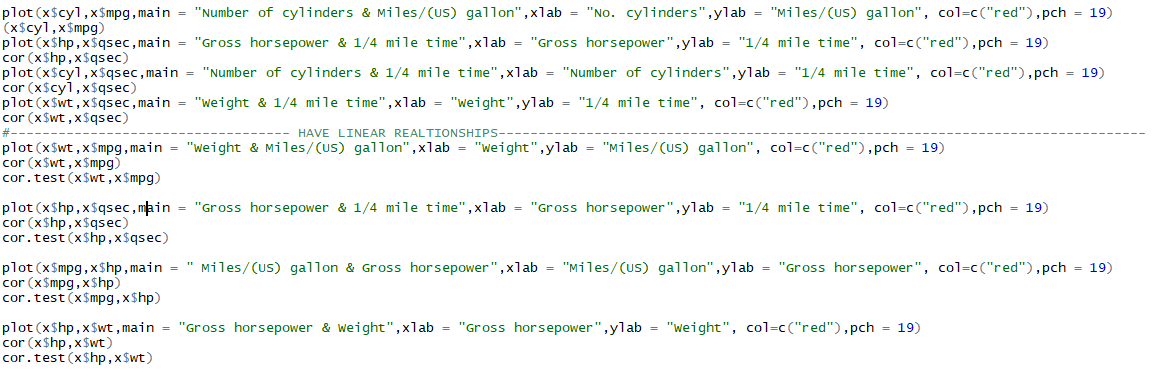 plot(x$cyl,x$mpg,main = "Number of cylinders & Miles/(US) gallon",xlab = "No. cylinders",ylab = "Miles/(US) gallon", col=c("red"),pch = 19)
(x$cyl,x$mpg)
plot(x$hp,x$qsec,main = "Gross horsepower & 1/4 mile time",xlab = "Gross horsepower",ylab = "1/4 mile time", col=c("red"),pch = 19)
cor(x$hp,x$qsec)
plot(x$cyl,x$qsec,main = "Number of cylinders & 1/4 mile time",xlab = "Number of cylinders",ylab = "1/4 mile time", col=c("red"),pch = 19)
cor(x$cyl,x$qsec)
plot(x$wt,x$qsec,main = "Weight & 1/4 mile time",xlab = "Weight",ylab = "1/4 mile time", col=c("red"),pch = 19)
cor(x$wt,x$qsec)
#------------------------------------ HAVE LINEAR REALTIONSHIPS------------------------------------------------------------------------------------
plot(x$wt,x$mpg,main = "Weight & Miles/(US) gallon",xlab = "Weight",ylab = "Miles/(US) gallon", col=c("red"),pch = 19)
cor(x$wt,x$mpg)
cor.test(x$wt,x$mpg)
plot(x$hp,x$qsec,main = "Gross horsepower & 1/4 mile time",xlab = "Gross horsepower",ylab = "1/4 mile time", col=c("red"),pch = 19)
cor(x$hp,x$qsec)
cor.test(x$hp,x$qsec)
plot(x$mpg,x$hp,main = " Miles/(US) gallon & Gross horsepower",xlab = "Miles/(US) gallon",ylab = "Gross horsepower", col=c("red"),pch = 19)
cor(x$mpg,x$hp)
cor.test(x$mpg,x$hp)
plot(x$hp,x$wt,main = "Gross horsepower & Weight",xlab = "Gross horsepower",ylab = "Weight", col=c("red"),pch = 19)
cor(x$hp,x$wt)
cor.test(x$hp,x$wt)